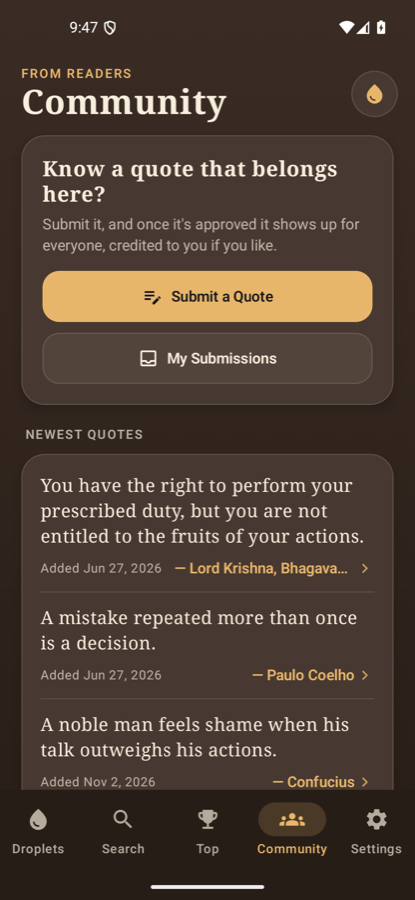 9:47
FROM READERS
Community
Know a quote that belongs
here?
Submit it, and once it's approved it shows up for
everyone, credited to you if you like.
Submit a Quote
My Submissions
NEWEST QUOTES
You have the right to perform your
prescribed duty, but you are not
entitled to the fruits of your actions.
Added Jun 27, 2026 — Lord Krishna, Bhagava...
A mistake repeated more than once
is a decision.
Added Jun 27, 2026 — Paulo Coelho
A noble man feels shame when his
talk outweighs his actions.
Added Nov 2, 2026 — Confucius
Droplets Search Top Community Settings